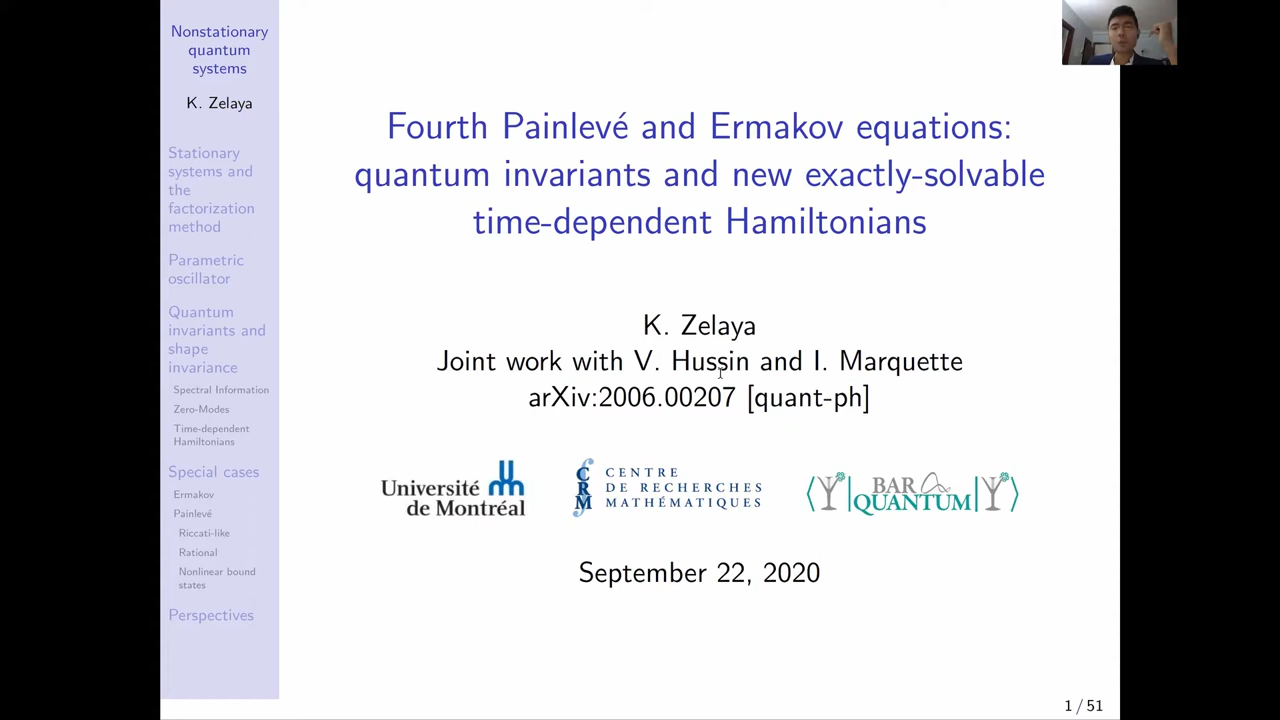 Nonstationary
quantum
systems
K. Zelaya
Stationary
systems and
the
factorization
method
Parametric
oscillator
Quantum
invariants and
shape
invariance
Spectral Information
Zero-Modes
Time-dependent
Hamiltonians
Special cases
Ermakov
Painlevé
Riccati-like
Rational
Nonlinear bound
states
Perspectives
Fourth Painlevé and Ermakov equations:
quantum invariants and new exactly-solvable
time-dependent Hamiltonians
K. Zelaya
Joint work with V. Hussin and I. Marquette
arXiv:2006.00207 [quant-ph]
Université
de Montréal
CRM
CENTRE
DE RECHERCHES
MATHÉMATIQUES
BAR
QUANTUM
September 22, 2020
1 / 51